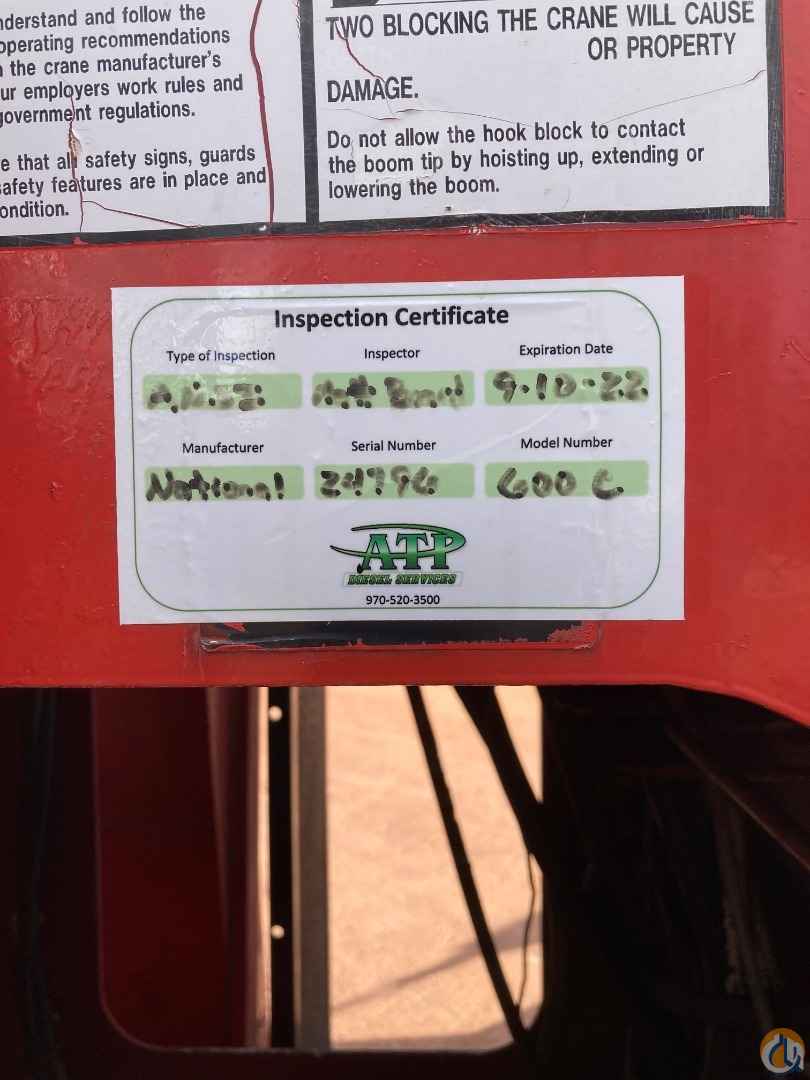 nderstand and follow the
operating recommendations
the crane manufacturer's
ur employers work rules and
government regulations.
e that all safety signs, guards
safety features are in place and
condition.
TWO BLOCKING THE CRANE WILL CAUSE
OR PROPERTY
DAMAGE.
Do not allow the hook block to contact
the boom tip by hoisting up, extending or
lowering the boom.
Inspection Certificate
Type of Inspection Inspector Expiration Date
9-10-22
Manufacturer Serial Number Model Number
National 24796 600 C
ATP
DIESEL SERVICES
970-520-3500